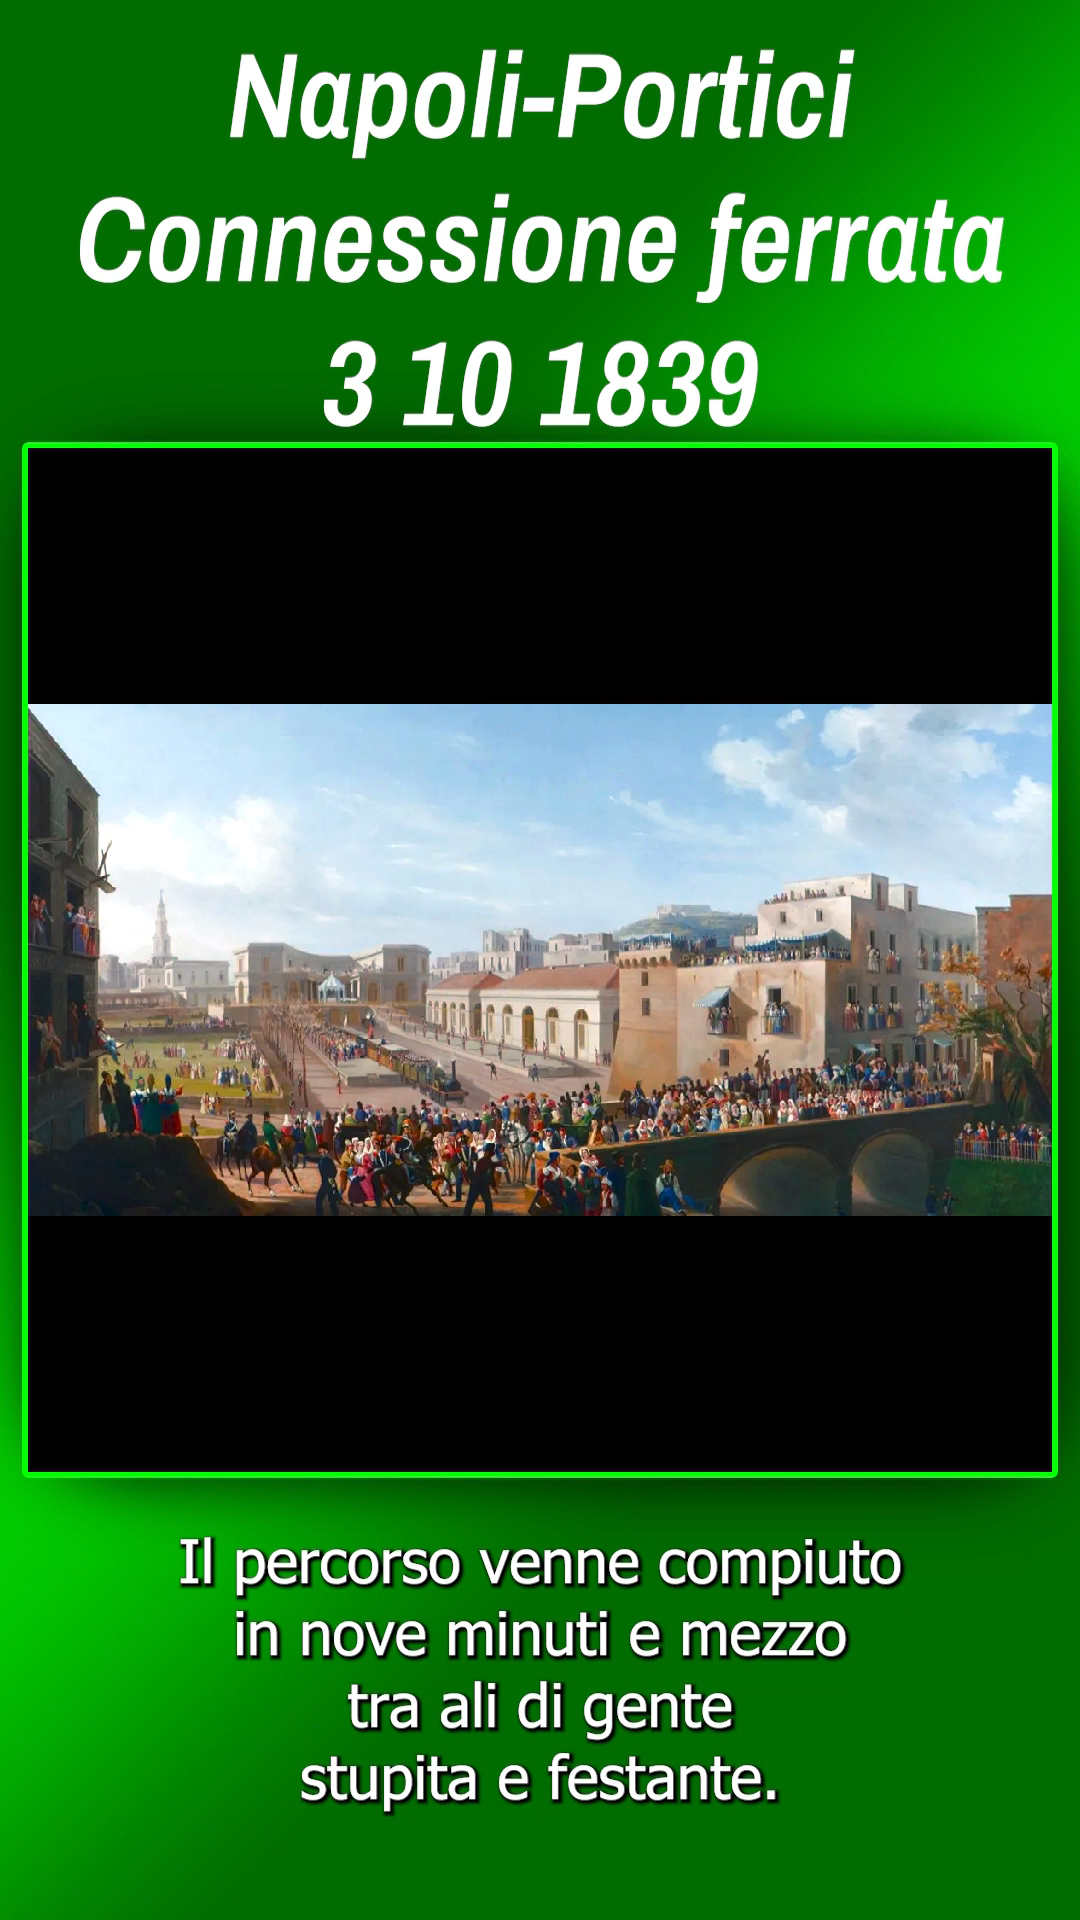 Napoli-Portici
Connessione ferrata
3 10 1839
Il percorso venne compiuto
in nove minuti e mezzo
tra ali di gente
stupita e festante.